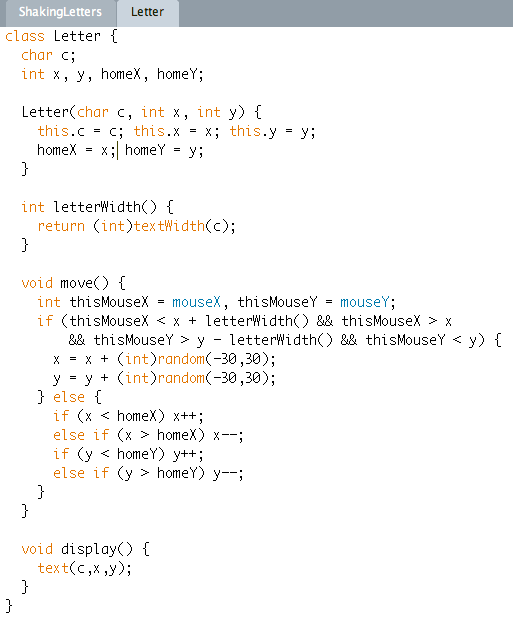 ShakingLetters Letter
class Letter {
  char c;
  int x, y, homeX, homeY;

  Letter(char c, int x, int y) {
    this.c = c; this.x = x; this.y = y;
    homeX = x; homeY = y;
  }

  int letterWidth() {
    return (int)textWidth(c);
  }

  void move() {
    int thisMouseX = mouseX, thisMouseY = mouseY;
    if (thisMouseX < x + letterWidth() && thisMouseX > x
        && thisMouseY > y - letterWidth() && thisMouseY < y) {
      x = x + (int)random(-30,30);
      y = y + (int)random(-30,30);
    } else {
      if (x < homeX) x++;
      else if (x > homeX) x--;
      if (y < homeY) y++;
      else if (y > homeY) y--;
    }
  }

  void display() {
    text(c,x,y);
  }
}